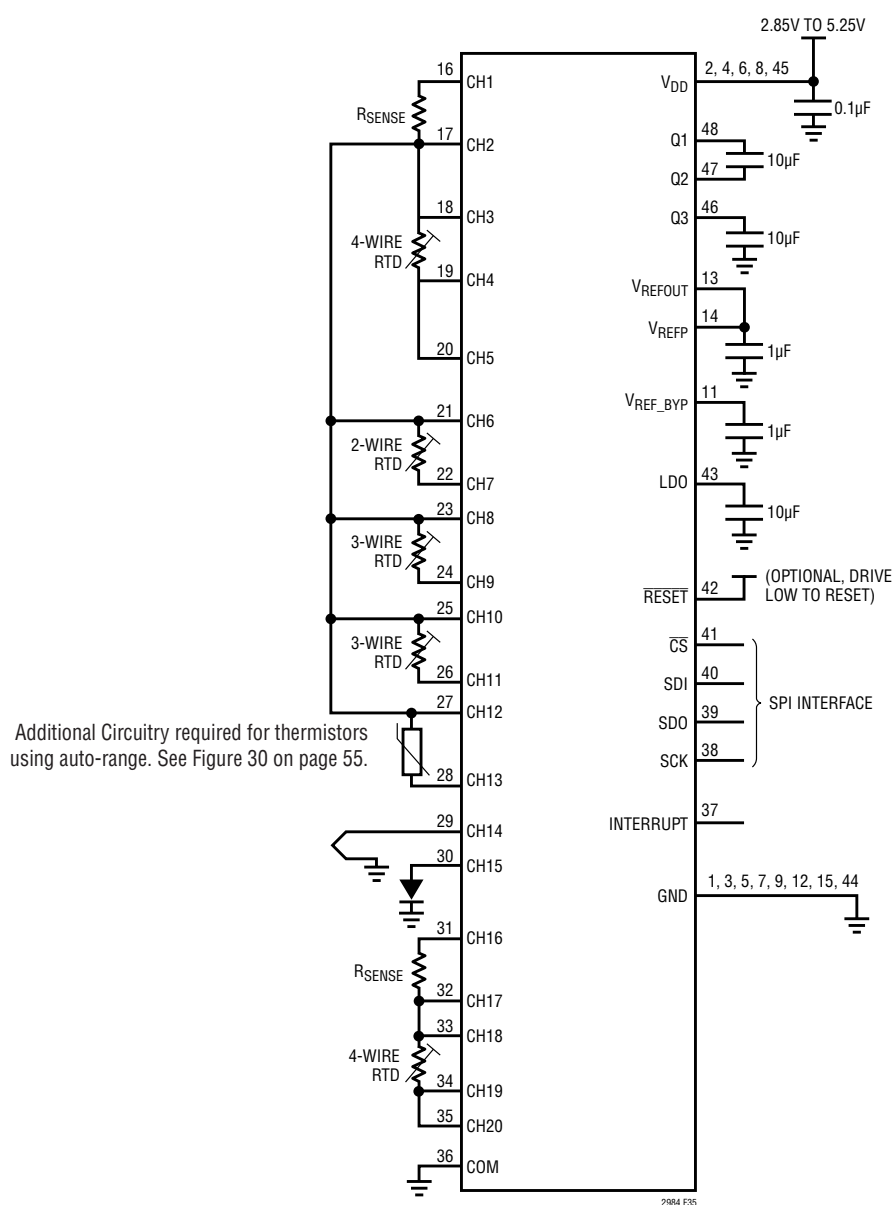 2.85V TO 5.25V
16 CH1
RSENSE
17 CH2
18 CH3
4-WIRE
RTD
19 CH4
20 CH5
21 CH6
2-WIRE
RTD
22 CH7
23 CH8
3-WIRE
RTD
24 CH9
25 CH10
3-WIRE
RTD
26 CH11
27 CH12
Additional Circuitry required for thermistors
using auto-range. See Figure 30 on page 55.
28 CH13
29 CH14
30 CH15
31 CH16
RSENSE
32 CH17
33 CH18
4-WIRE
RTD
34 CH19
35 CH20
36 COM
VDD 2, 4, 6, 8, 45
0.1µF
Q1 48
10µF
Q2 47
Q3 46
10µF
VREFOUT 13
VREFP 14
1µF
VREF_BYP 11
1µF
LDO 43
10µF
RESET 42
(OPTIONAL, DRIVE
LOW TO RESET)
CS 41
SDI 40
SPI INTERFACE
SDO 39
SCK 38
INTERRUPT 37
GND 1, 3, 5, 7, 9, 12, 15, 44
2984 F35